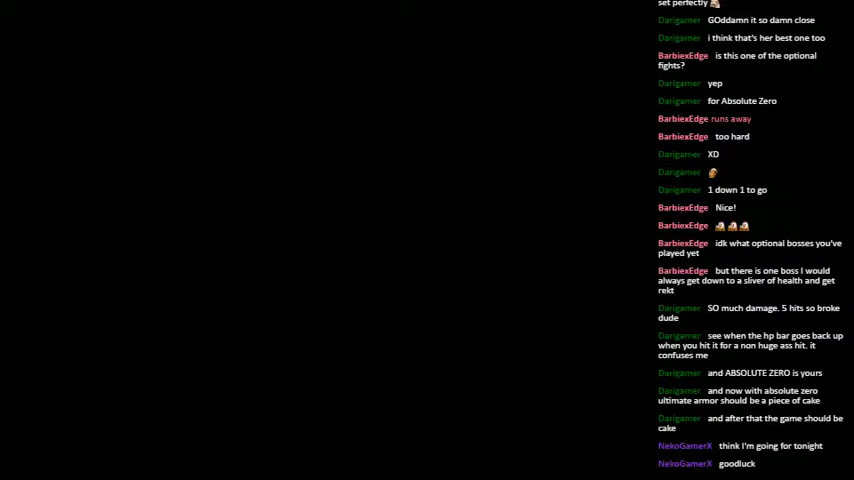 set perfectly
Darigamer GOddamn it so damn close
Darigamer i think that's her best one too
BarbiexEdge is this one of the optional
fights?
Darigamer yep
Darigamer for Absolute Zero
BarbiexEdge runs away
BarbiexEdge too hard
Darigamer XD
Darigamer
Darigamer 1 down 1 to go
BarbiexEdge Nice!
BarbiexEdge
BarbiexEdge idk what optional bosses you've
played yet
BarbiexEdge but there is one boss I would
always get down to a sliver of health and get
rekt
Darigamer SO much damage. 5 hits so broke
dude
Darigamer see when the hp bar goes back up
when you hit it for a non huge ass hit. it
confuses me
Darigamer and ABSOLUTE ZERO is yours
Darigamer and now with absolute zero
ultimate armor should be a piece of cake
Darigamer and after that the game should be
cake
NekoGamerX think I'm going for tonight
NekoGamerX goodluck